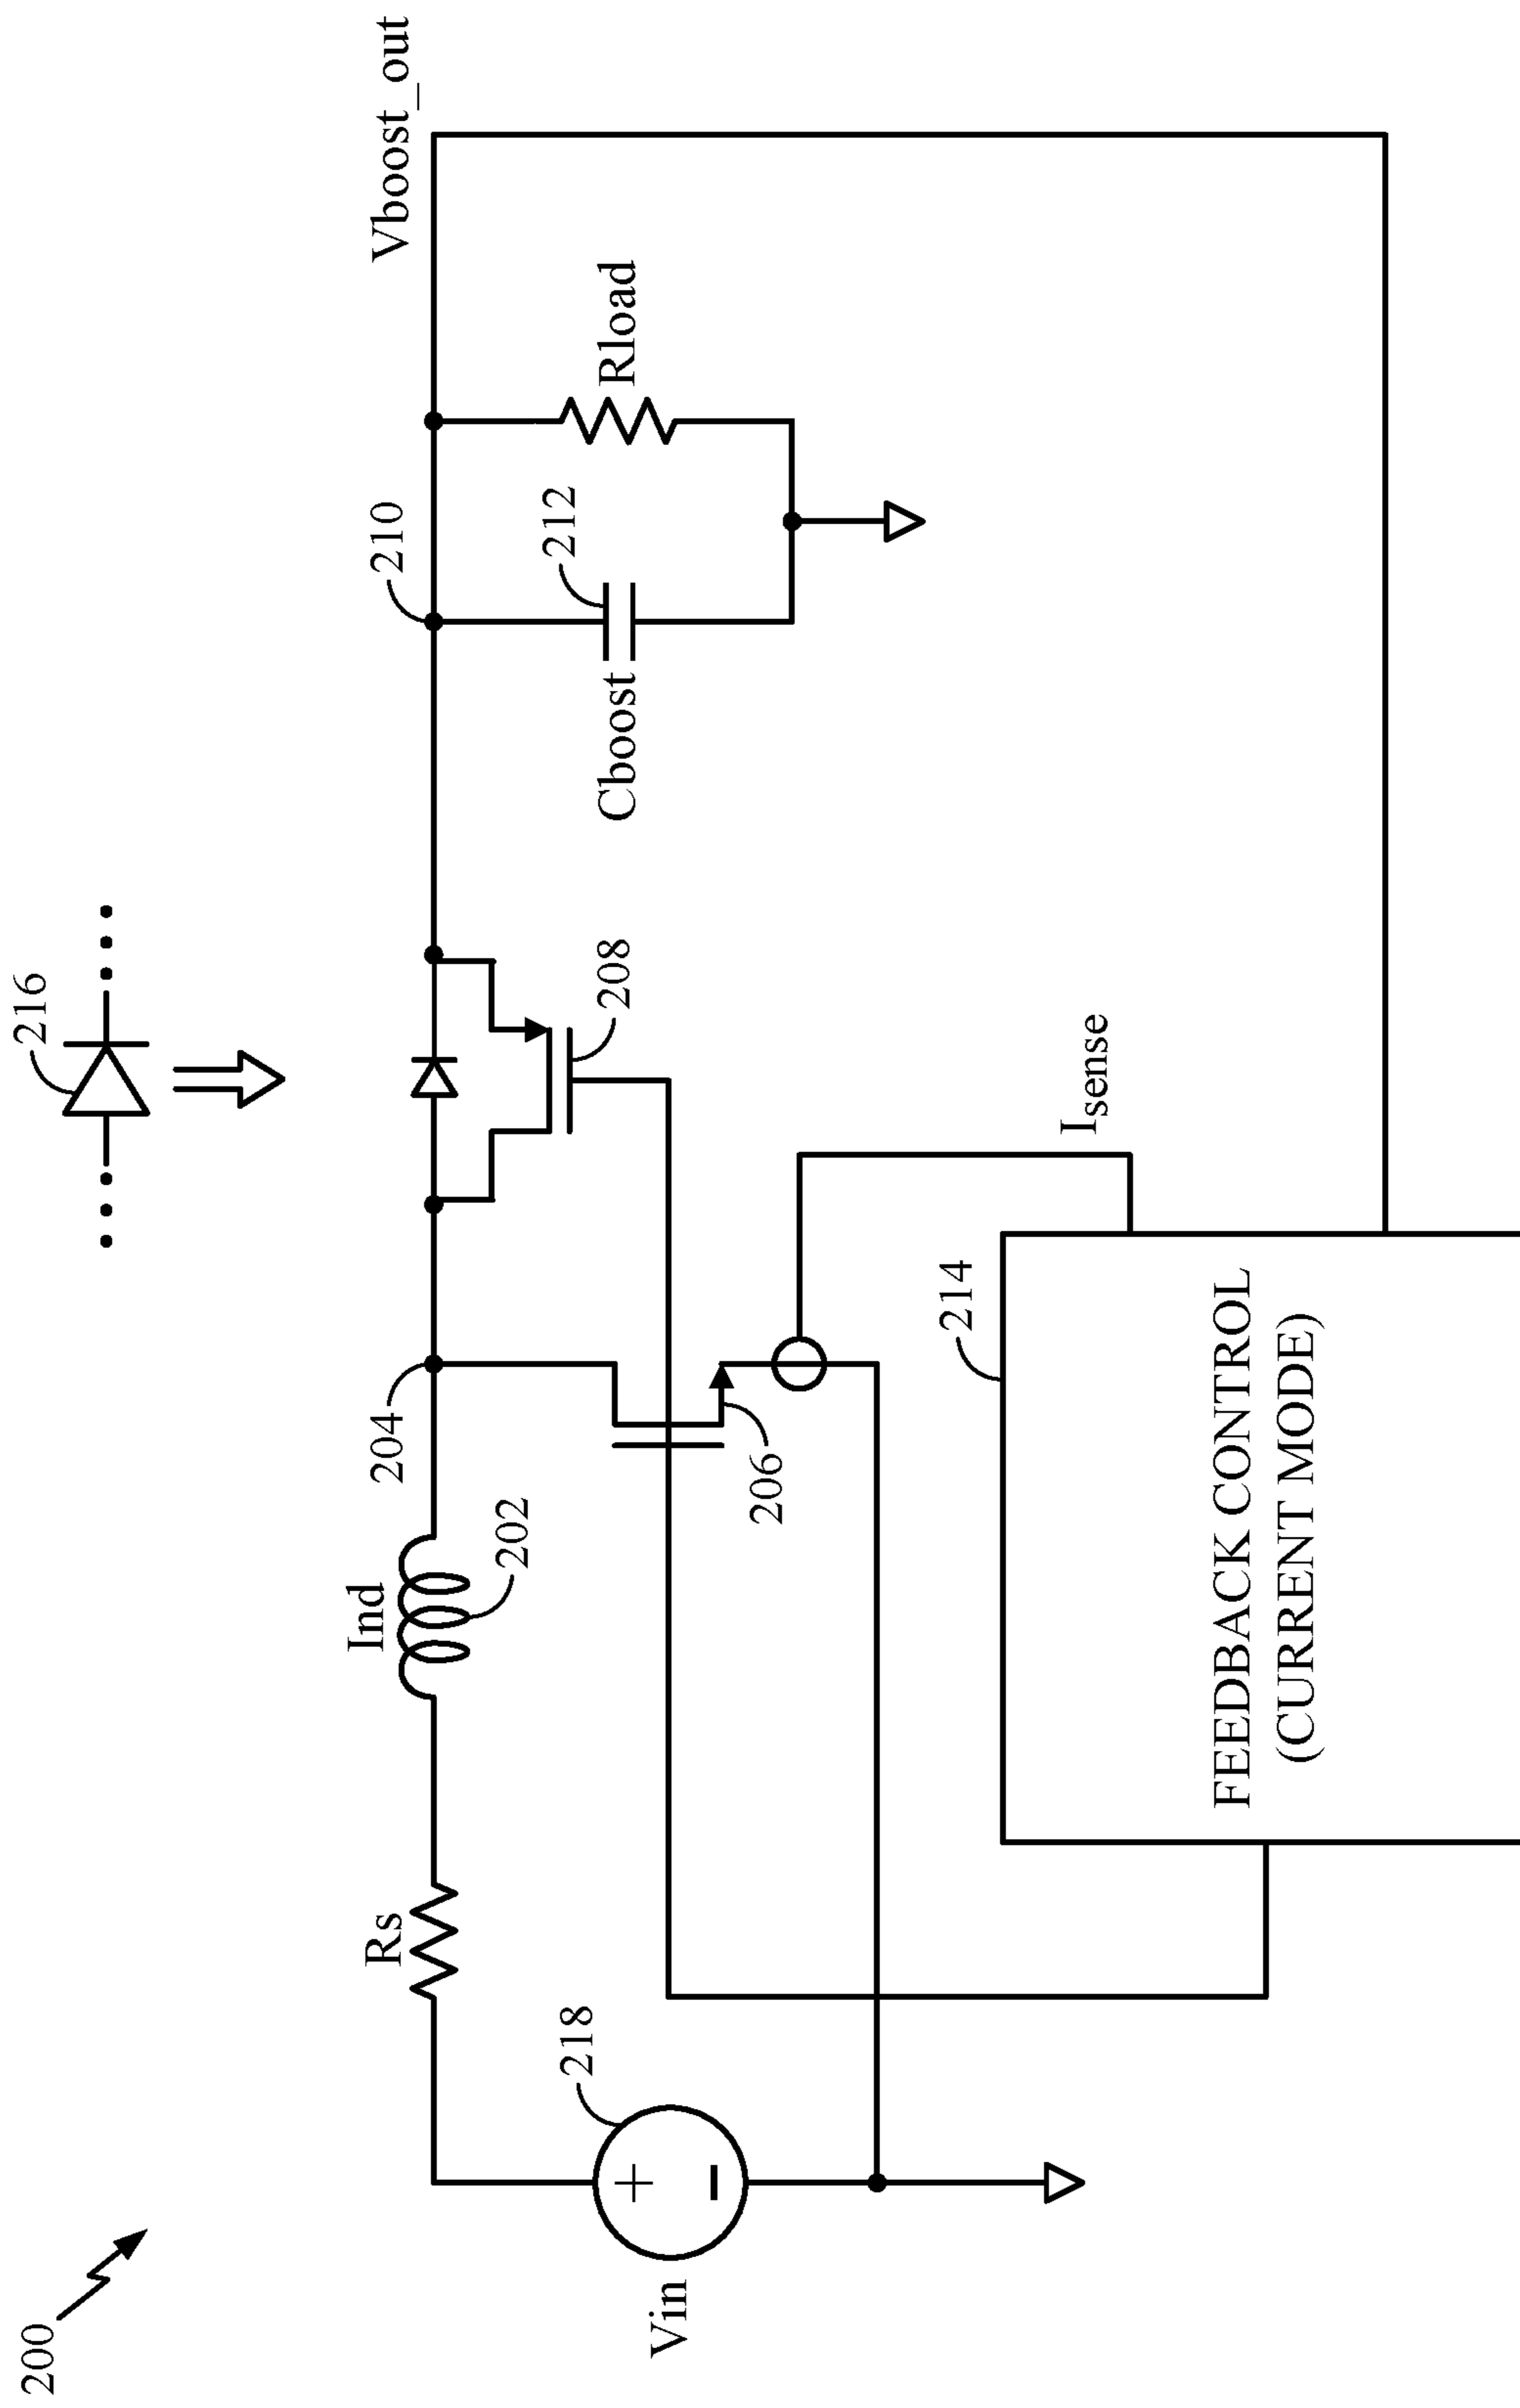 200
216
Vboost_out
210
204
Ind
202
Rs
208
212
Cboost
Rload
218
+
-
Vin
206
Isense
214
FEEDBACK CONTROL
(CURRENT MODE)